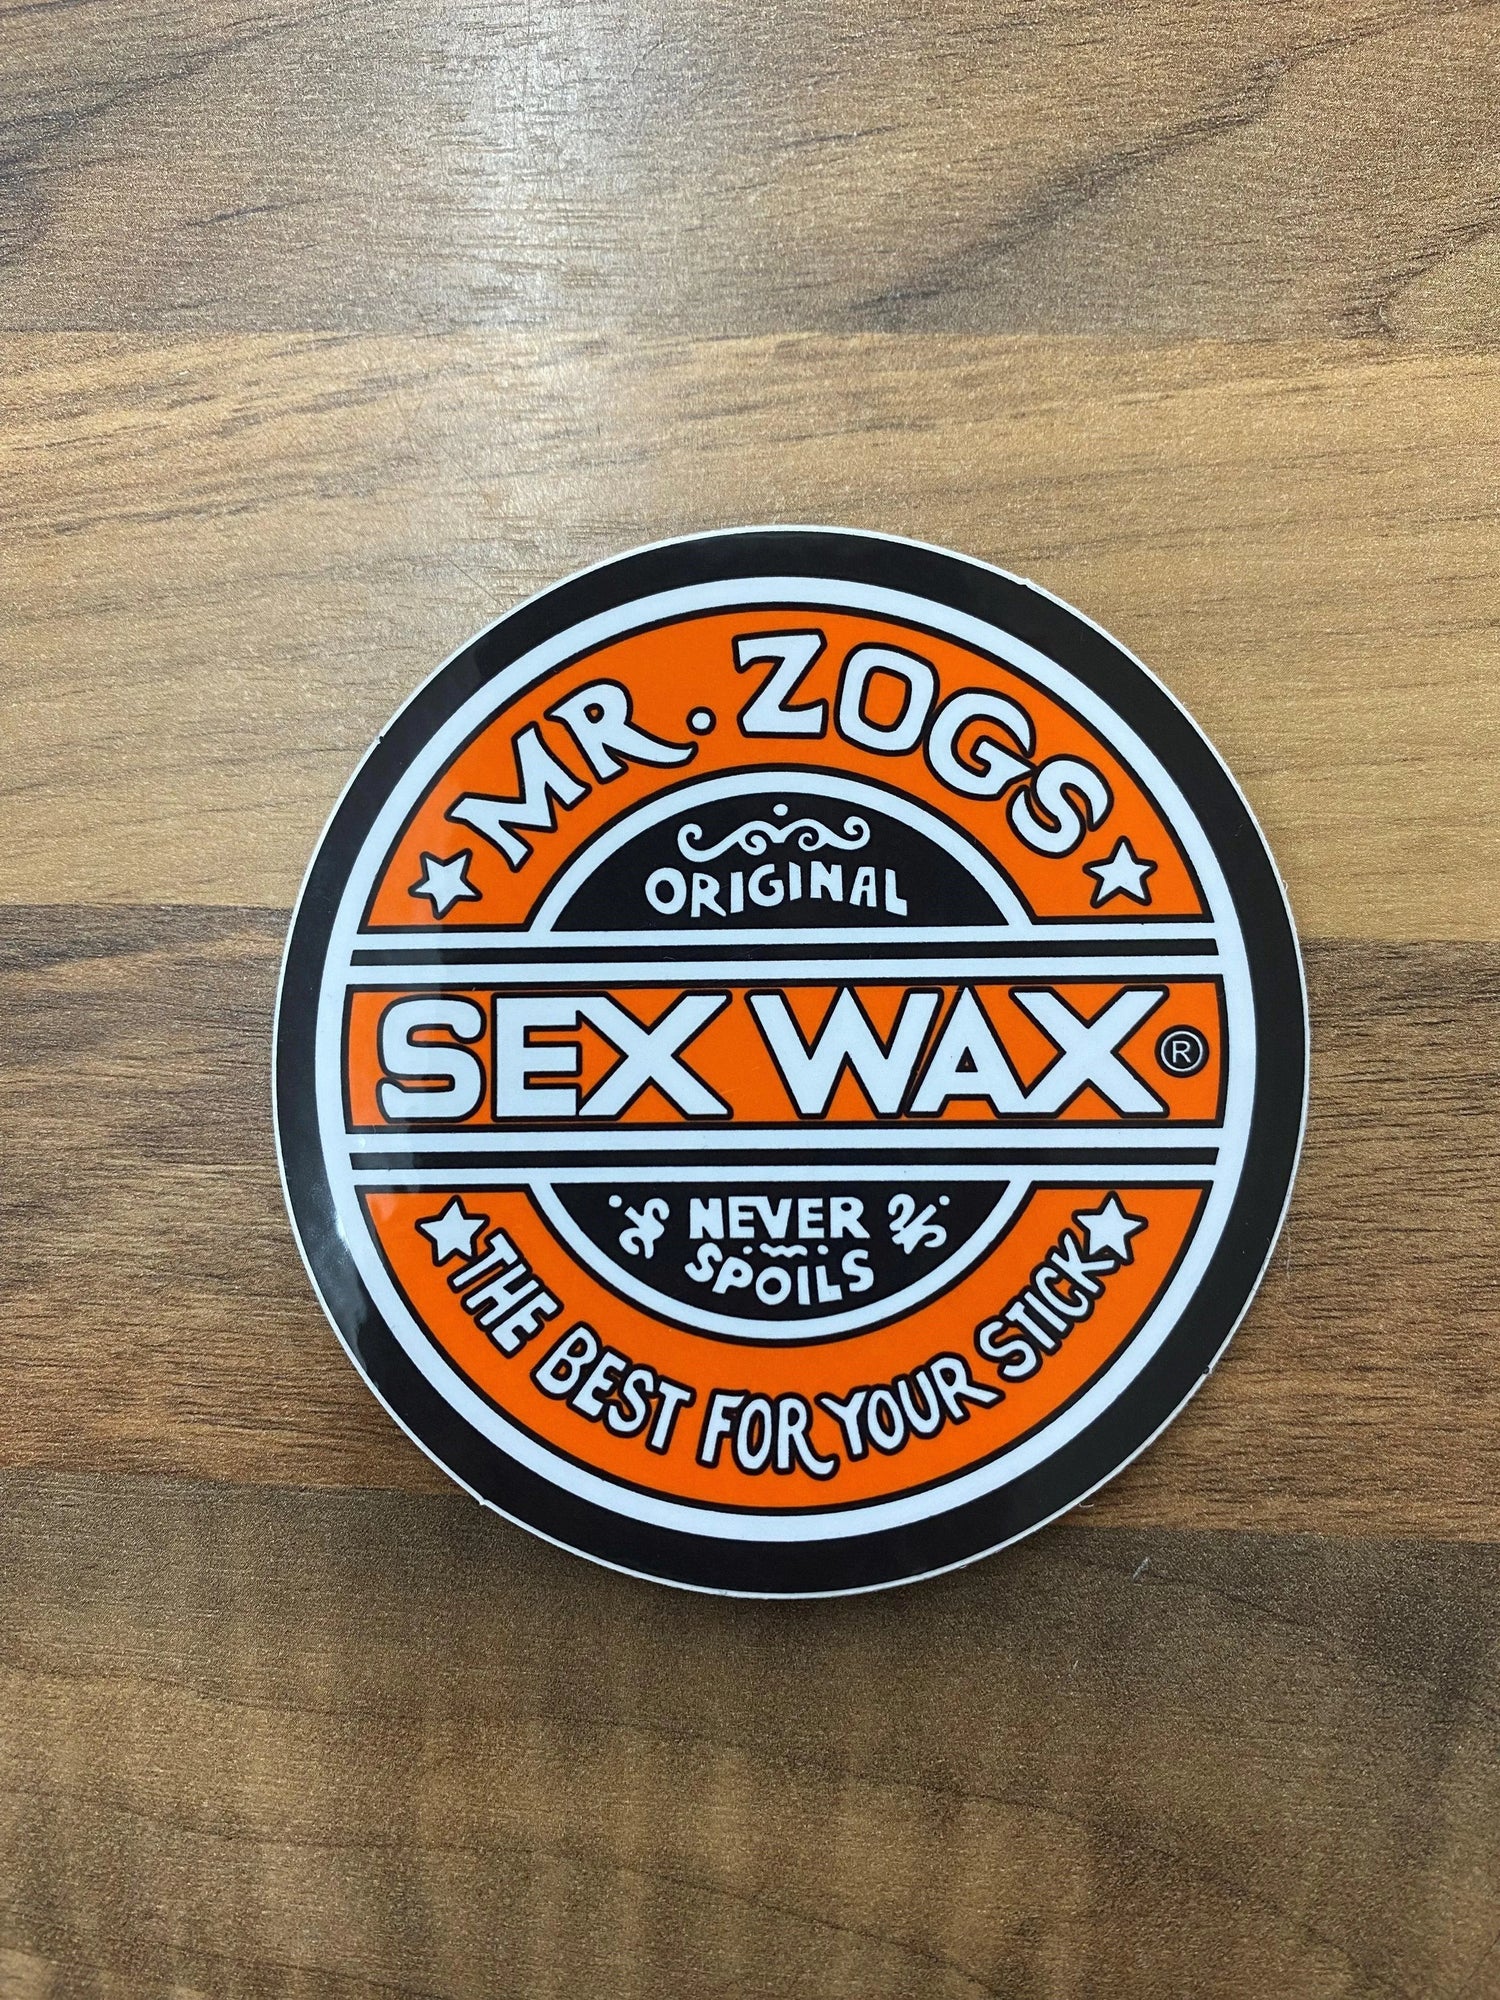 MR. ZOGS
ORIGINAL
SEX WAX®
NEVER
SPOILS
THE BEST FOR YOUR STICK